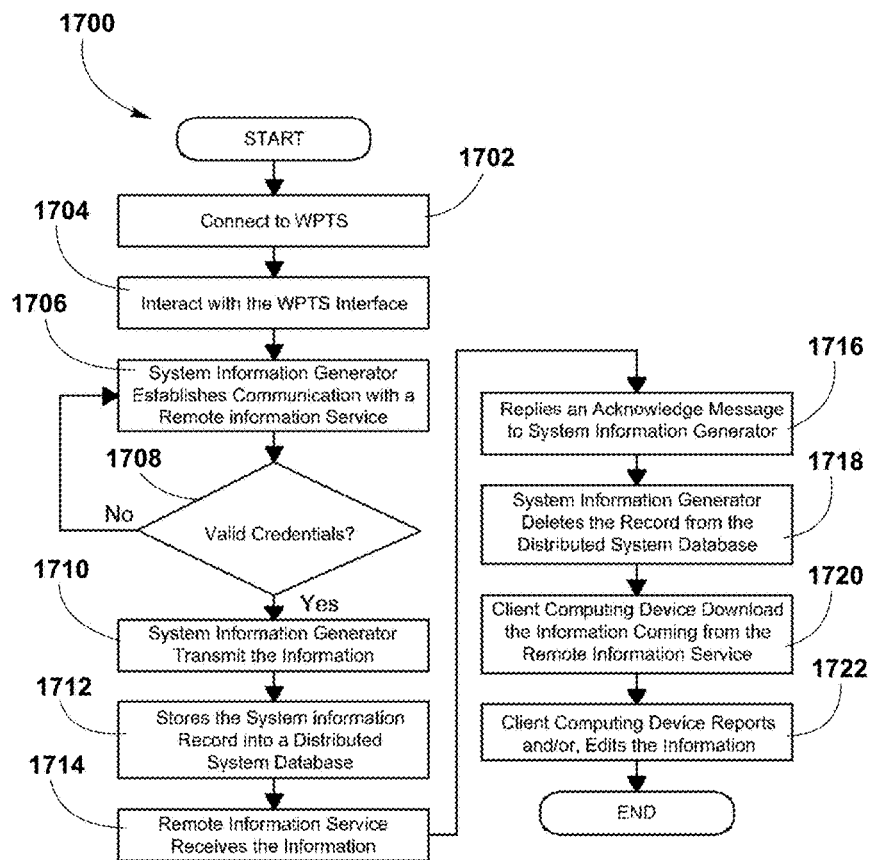 1700
START
1702
Connect to WPTS
1704
Interact with the WPTS Interface
1706
System Information Generator
Establishes Communication with a
Remote information Service
1708
No
Valid Credentials?
Yes
1710
System Information Generator
Transmit the Information
1712
Stores the System information
Record into a Distributed
System Database
1714
Remote Information Service
Receives the Information
1716
Replies an Acknowledge Message
to System Information Generator
1718
System Information Generator
Deletes the Record from the
Distributed System Database
1720
Client Computing Device Download
the Information Coming from the
Remote Information Service
1722
Client Computing Device Reports
and/or, Edits the Information
END